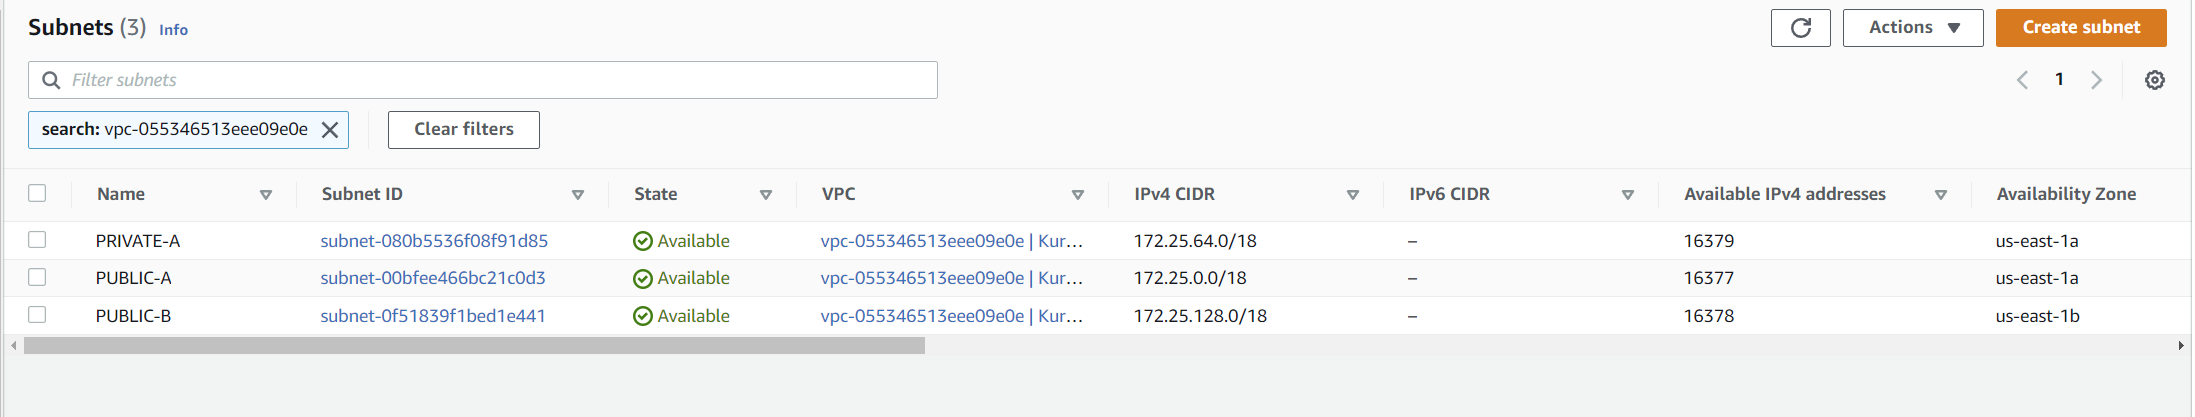 Subnets (3) Info
Actions
Create subnet
Filter subnets
1
search: vpc-055346513eee09e0e
Clear filters
Name Subnet ID State VPC IPv4 CIDR IPv6 CIDR Available IPv4 addresses Availability Zone
PRIVATE-A subnet-080b5536f08f91d85 Available vpc-055346513eee09e0e | Kur... 172.25.64.0/18 – 16379 us-east-1a
PUBLIC-A subnet-00bfee466bc21c0d3 Available vpc-055346513eee09e0e | Kur... 172.25.0.0/18 – 16377 us-east-1a
PUBLIC-B subnet-0f51839f1bed1e441 Available vpc-055346513eee09e0e | Kur... 172.25.128.0/18 – 16378 us-east-1b